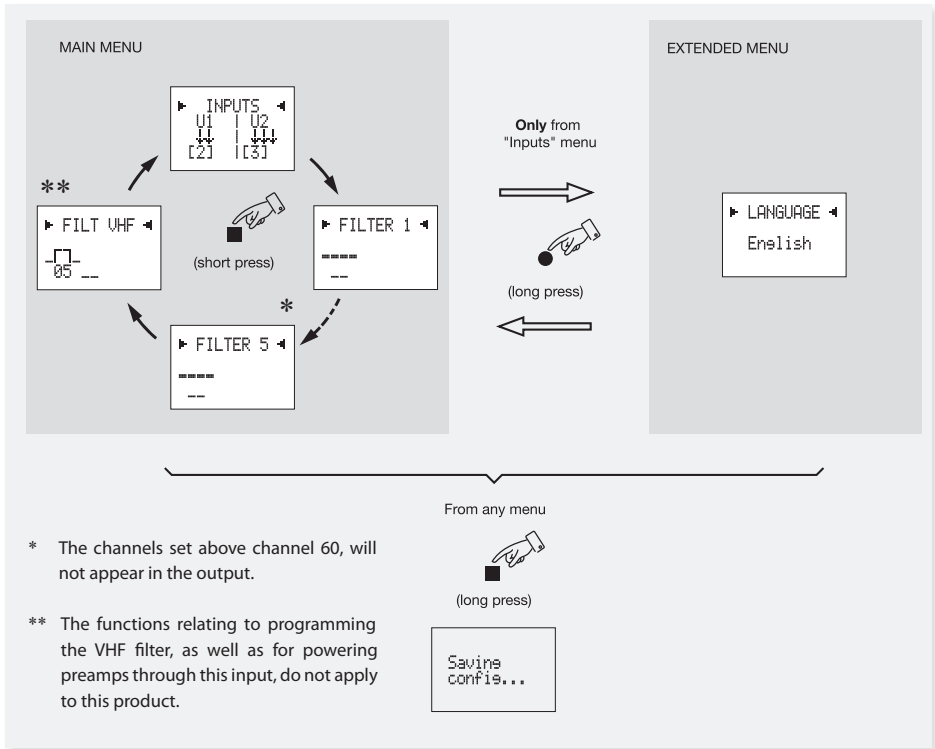 MAIN MENU
INPUTS
U1 | U2
[2] |[3]
**
FILT VHF
05 __
(short press)
FILTER 1
----
__
*
FILTER 5
----
__
Only from
"Inputs" menu
(long press)
EXTENDED MENU
LANGUAGE
English
From any menu
(long press)
Saving
config...
* The channels set above channel 60, will
not appear in the output.
** The functions relating to programming
the VHF filter, as well as for powering
preamps through this input, do not apply
to this product.